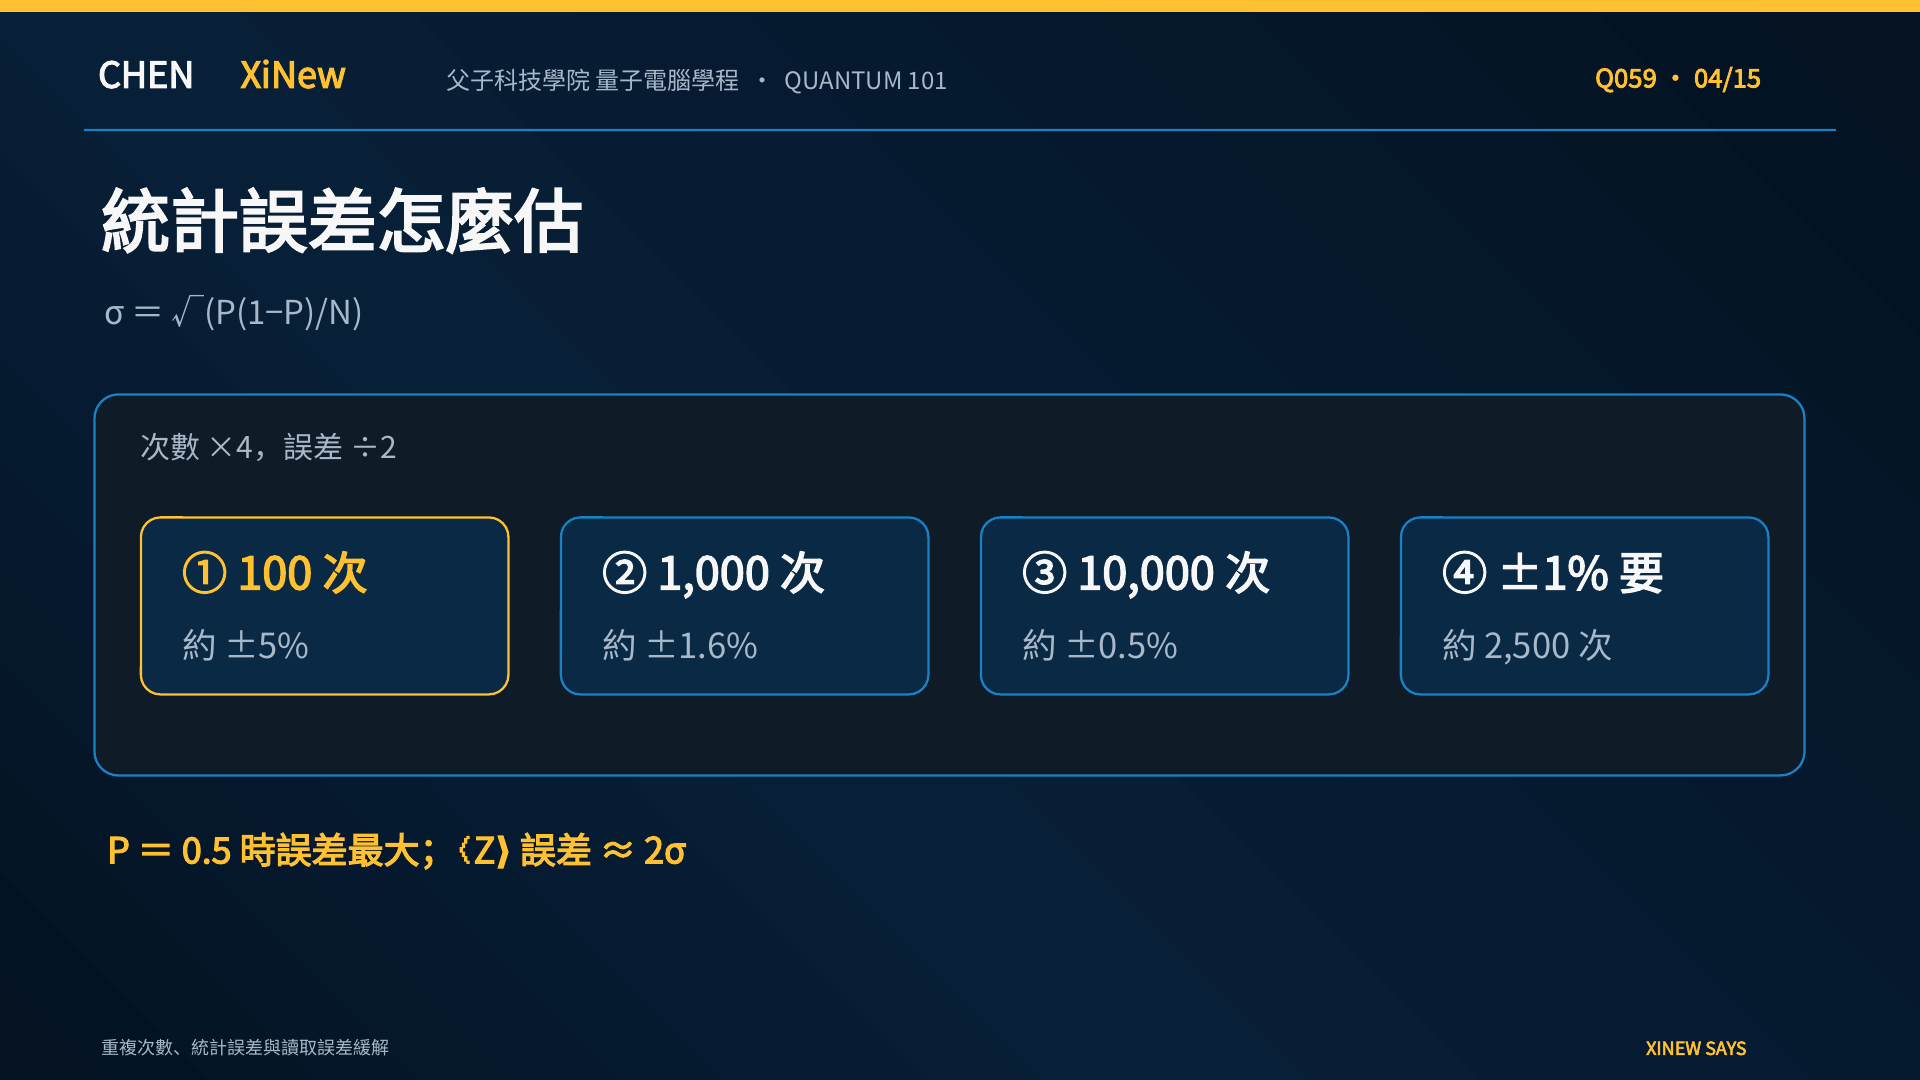 CHEN XiNew 父子科技學院 量子電腦學程 · QUANTUM 101 Q059 · 04/15
統計誤差怎麼估
σ = √(P(1−P)/N)
次數 ×4，誤差 ÷2
① 100 次
約 ±5%
② 1,000 次
約 ±1.6%
③ 10,000 次
約 ±0.5%
④ ±1% 要
約 2,500 次
P = 0.5 時誤差最大；⟨Z⟩ 誤差 ≈ 2σ
重複次數、統計誤差與讀取誤差緩解
XINEW SAYS